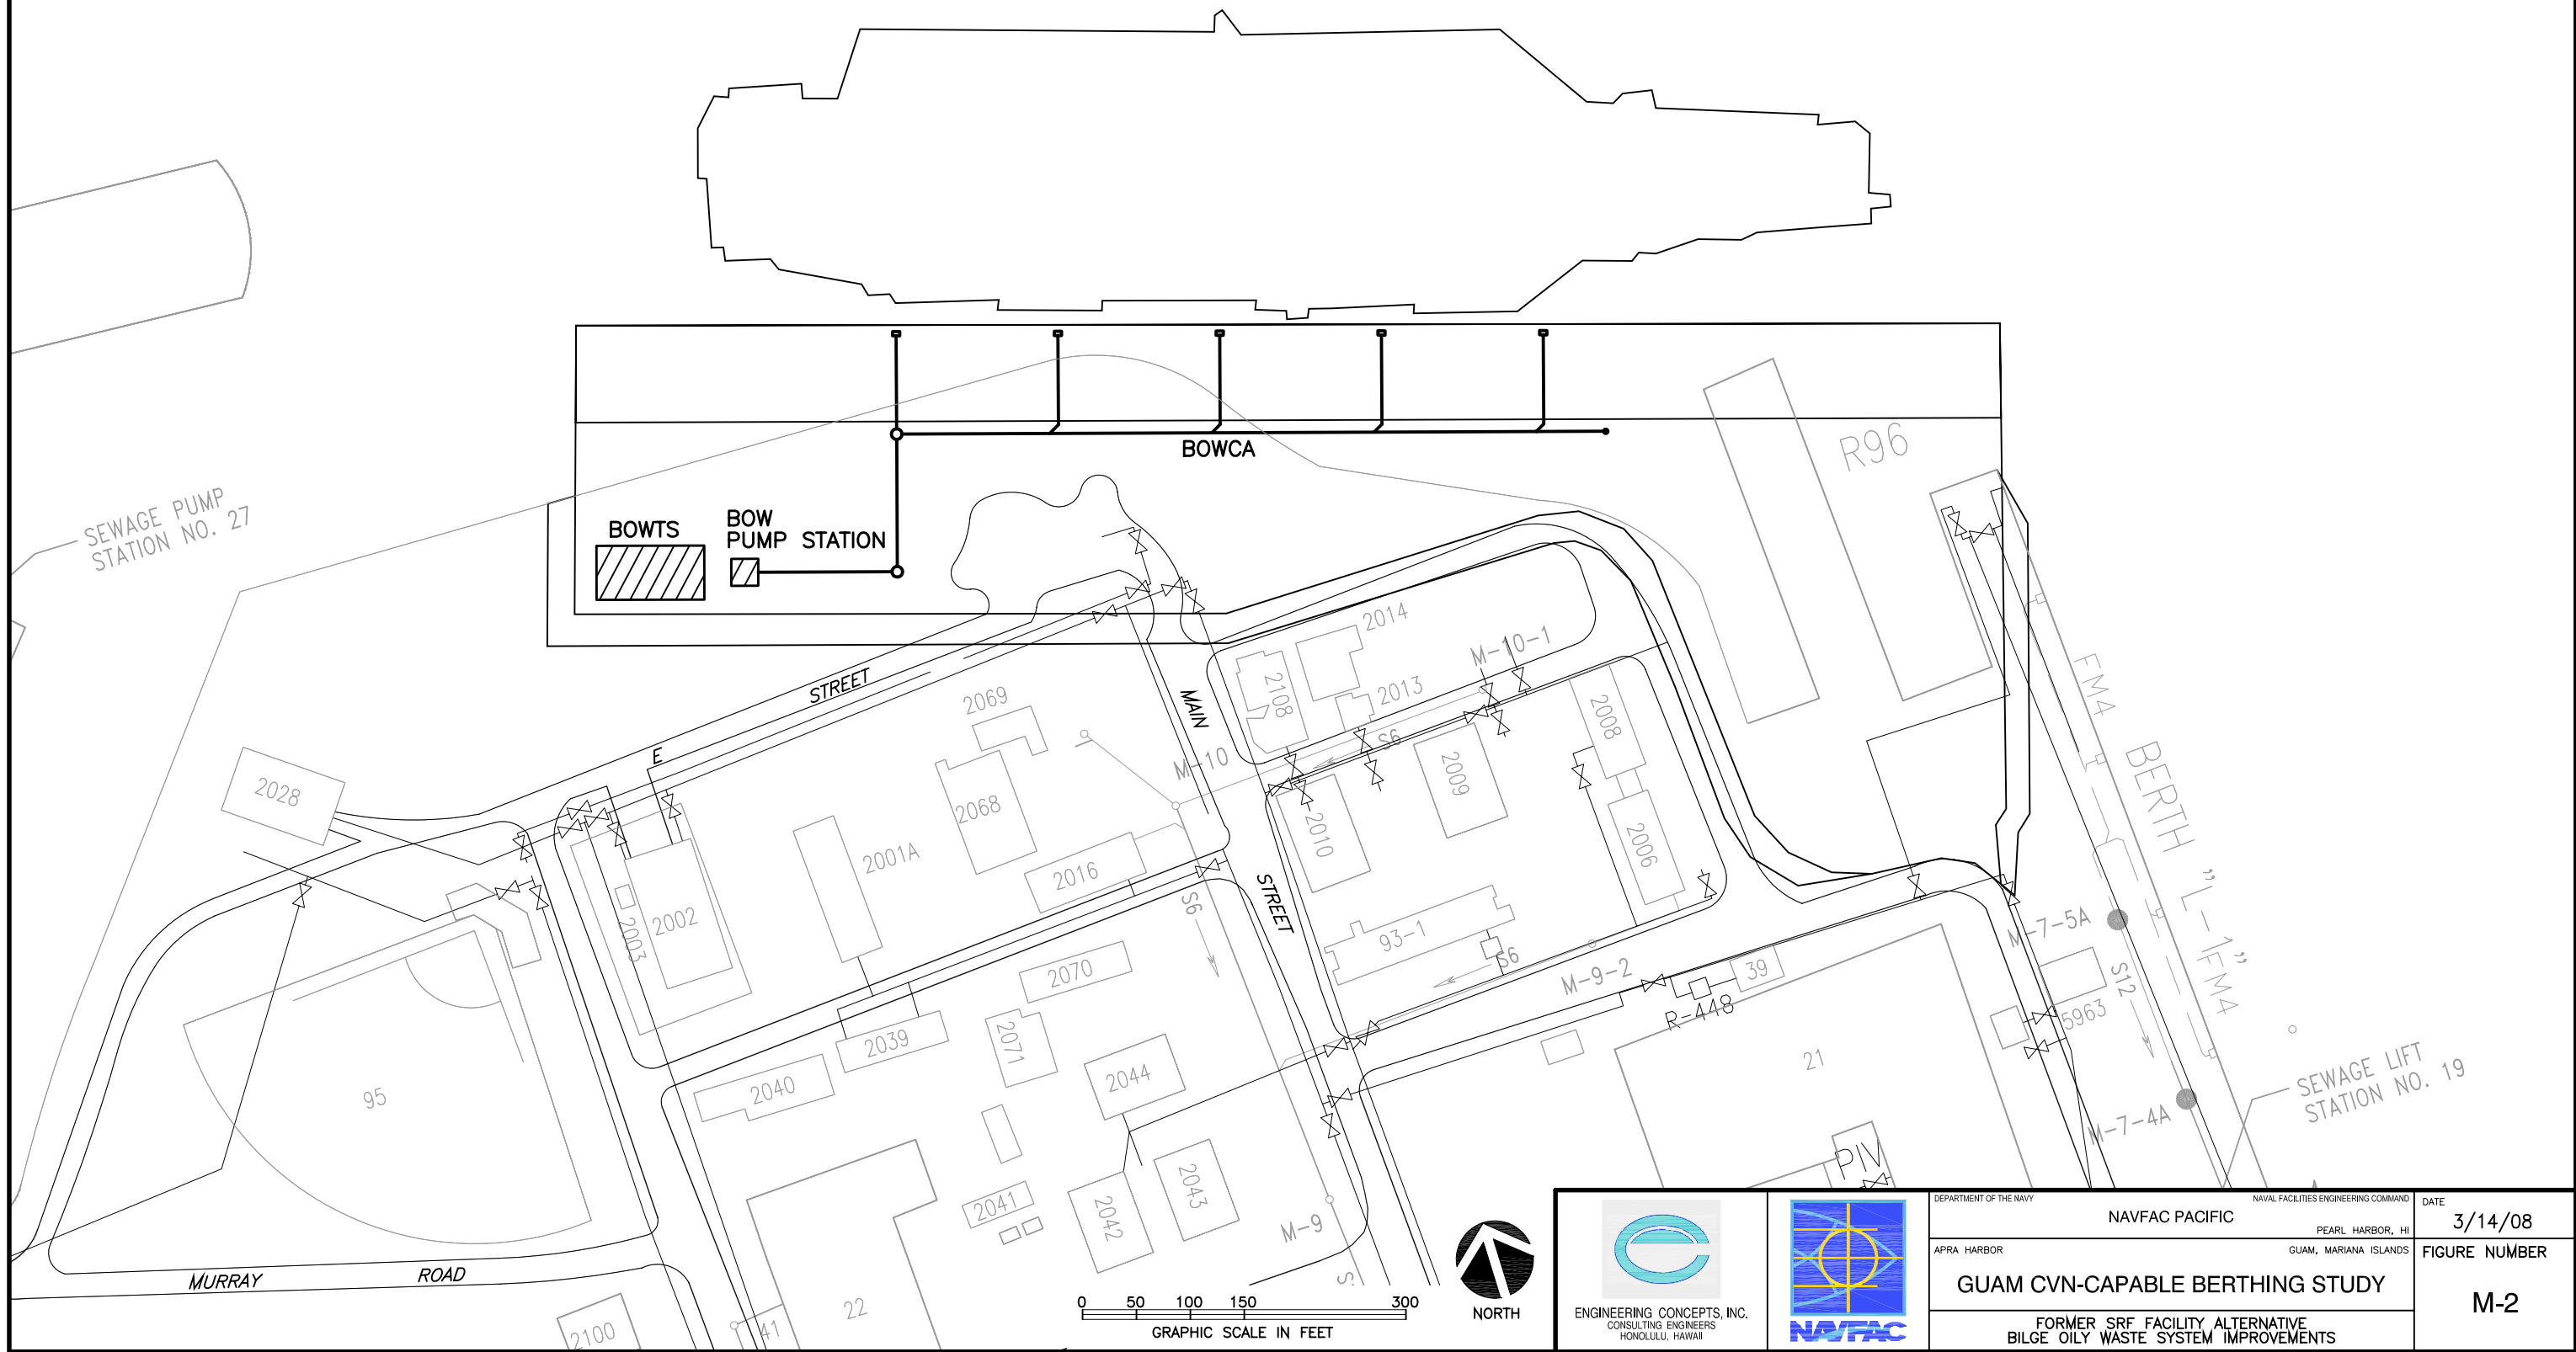 SEWAGE PUMP
STATION NO. 27
BOWCA
BOWTS
BOW
PUMP STATION
R96
2014
M-10-1
2108
2013
STREET
MAIN
2069
2008
FM4
BERTH "L-1"
E
S6
M-10
2028
2068
2009
2001A
2010
2006
2016
2002
2003
S6
STREET
93-1
S6
M-7-5A
S12
FM4
2070
M-9-2
39
R-448
5963
2071
2039
2044
21
SEWAGE LIFT
STATION NO. 19
95
2040
M-7-4A
PIV
2043
2041
2042
M-9
MURRAY ROAD
22
2100
41
0 50 100 150 300
GRAPHIC SCALE IN FEET
NORTH
ENGINEERING CONCEPTS, INC.
CONSULTING ENGINEERS
HONOLULU, HAWAII
NAVFAC
DEPARTMENT OF THE NAVY NAVAL FACILITIES ENGINEERING COMMAND
NAVFAC PACIFIC
PEARL HARBOR, HI
APRA HARBOR GUAM, MARIANA ISLANDS
GUAM CVN-CAPABLE BERTHING STUDY
FORMER SRF FACILITY ALTERNATIVE
BILGE OILY WASTE SYSTEM IMPROVEMENTS
DATE
3/14/08
FIGURE NUMBER
M-2